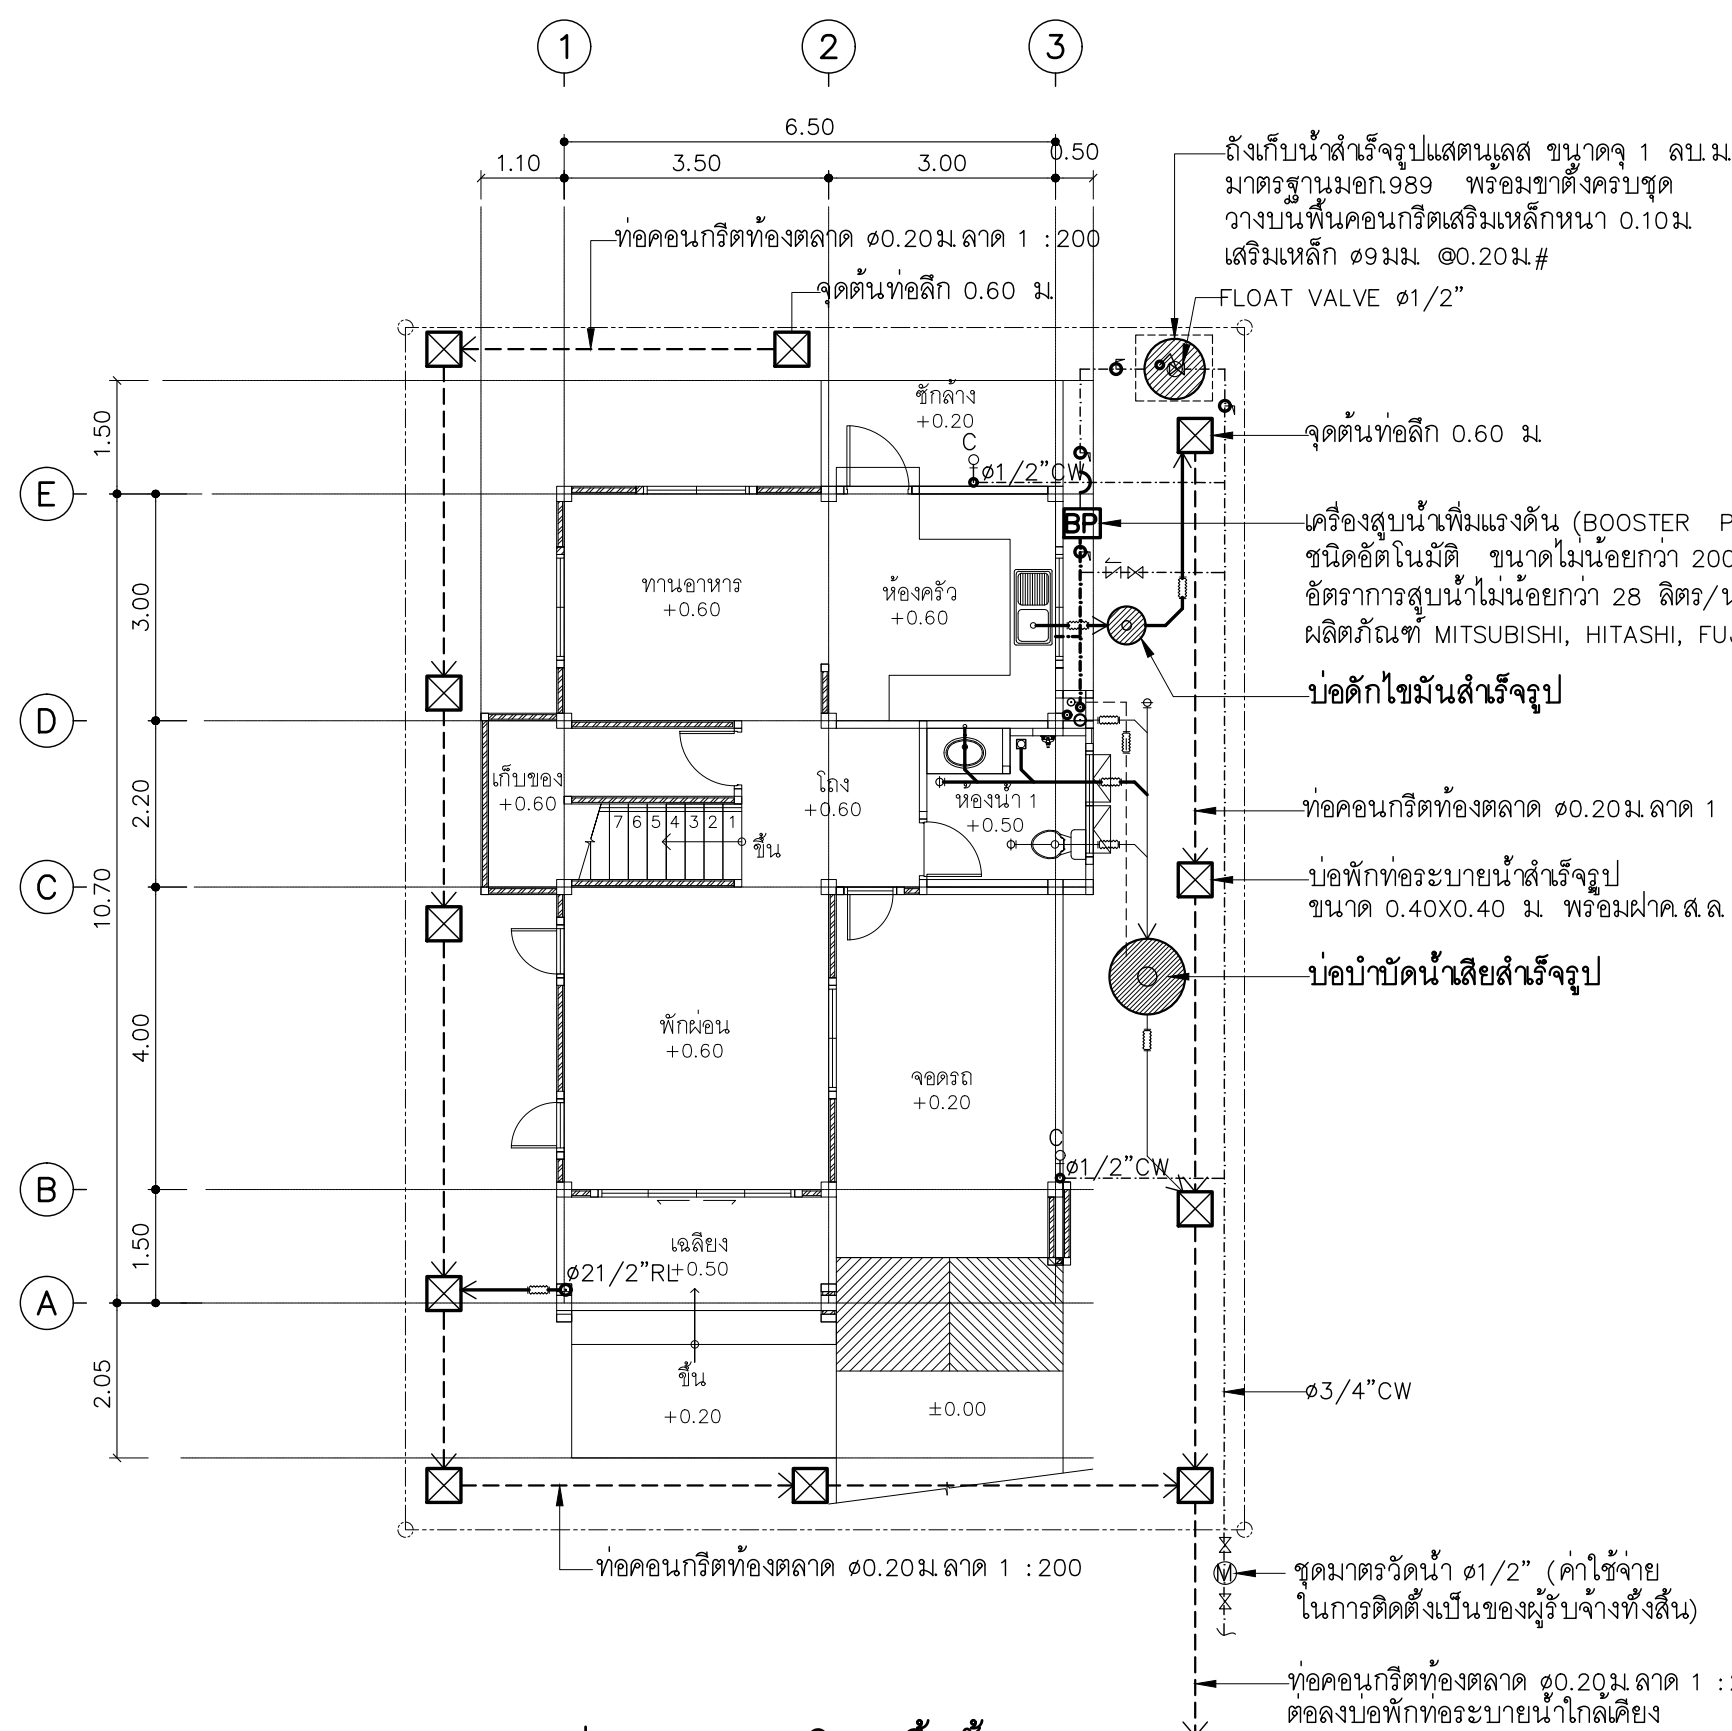 1
2
3
6.50
1.10
3.50
3.00
0.50
ท่อคอนกรีตท้องตลาด ø0.20ม.ลาด 1 :200
จุดต้นท่อลึก 0.60 ม.
ถังเก็บน้ำสำเร็จรูปแสตนเลส ขนาดจุ 1 ลบ.ม.
มาตรฐานมอก.989 พร้อมขาตั้งครบชุด
วางบนพื้นคอนกรีตเสริมเหล็กหนา 0.10ม.
เสริมเหล็ก ø9มม. @0.20ม.#
FLOAT VALVE ø1/2"
จุดต้นท่อลึก 0.60 ม.
เครื่องสูบน้ำเพิ่มแรงดัน (BOOSTER P
ชนิดอัตโนมัติ ขนาดไม่น้อยกว่า 200
อัตราการสูบน้ำไม่น้อยกว่า 28 ลิตร/น
ผลิตภัณฑ์ MITSUBISHI, HITASHI, FUJ
บ่อดักไขมันสำเร็จรูป
ท่อคอนกรีตท้องตลาด ø0.20ม.ลาด 1
บ่อพักท่อระบายน้ำสำเร็จรูป
ขนาด 0.40X0.40 ม. พร้อมฝาค.ส.ล.
บ่อบำบัดน้ำเสียสำเร็จรูป
ø3/4"CW
ชุดมาตรวัดน้ำ ø1/2" (ค่าใช้จ่าย
ในการติดตั้งเป็นของผู้รับจ้างทั้งสิ้น)
M
ท่อคอนกรีตท้องตลาด ø0.20ม.ลาด 1 :
ต่อลงบ่อพักท่อระบายน้ำใกล้เคียง
E
D
C
B
A
1.50
3.00
2.20
10.70
4.00
1.50
2.05
ซักล้าง
+0.20
C
ø1/2"CW
BP
ทานอาหาร
+0.60
ห้องครัว
+0.60
เก็บของ
+0.60
โถง
+0.60
ห้องน้ำ 1
+0.50
7 6 5 4 3 2 1
ขึ้น
พักผ่อน
+0.60
จอดรถ
+0.20
C
ø1/2"CW
เฉลียง
+0.50
ø21/2"RL
ขึ้น
+0.20
±0.00
ท่อคอนกรีตท้องตลาด ø0.20ม.ลาด 1 :200